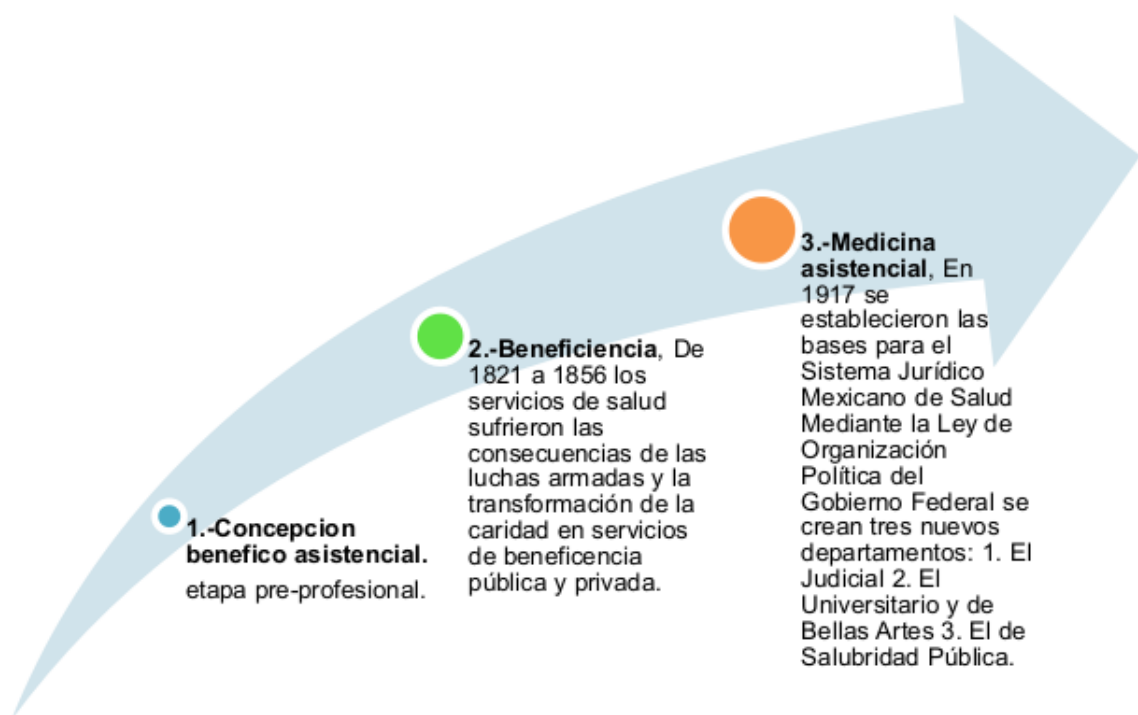 1.-Concepcion
benefico asistencial.
etapa pre-profesional.
2.-Beneficiencia, De
1821 a 1856 los
servicios de salud
sufrieron las
consecuencias de las
luchas armadas y la
transformación de la
caridad en servicios
de beneficencia
pública y privada.
3.-Medicina
asistencial, En
1917 se
establecieron las
bases para el
Sistema Jurídico
Mexicano de Salud
Mediante la Ley de
Organización
Política del
Gobierno Federal se
crean tres nuevos
departamentos: 1. El
Judicial 2. El
Universitario y de
Bellas Artes 3. El de
Salubridad Pública.